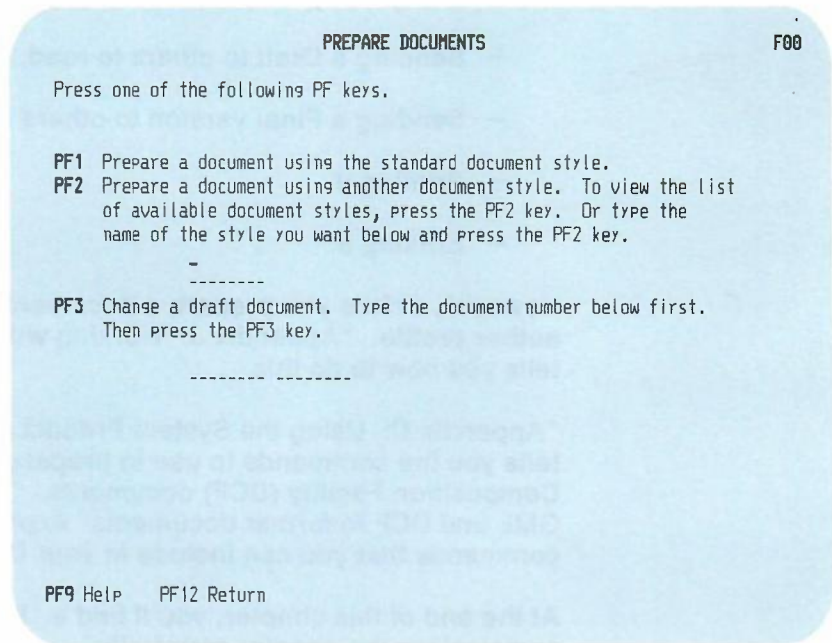 PREPARE DOCUMENTS F00
Press one of the following PF keys.
PF1 Prepare a document using the standard document style.
PF2 Prepare a document using another document style. To view the list
of available document styles, press the PF2 key. Or type the
name of the style you want below and press the PF2 key.
PF3 Change a draft document. Type the document number below first.
Then press the PF3 key.
PF9 Help PF12 Return